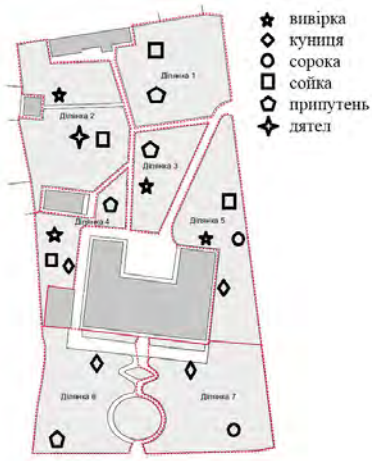 вивірка
куниця
сорока
сойка
припутень
дятел
Ділянка 1
Ділянка 2
Ділянка 3
Ділянка 4
Ділянка 5
Ділянка 6
Ділянка 7